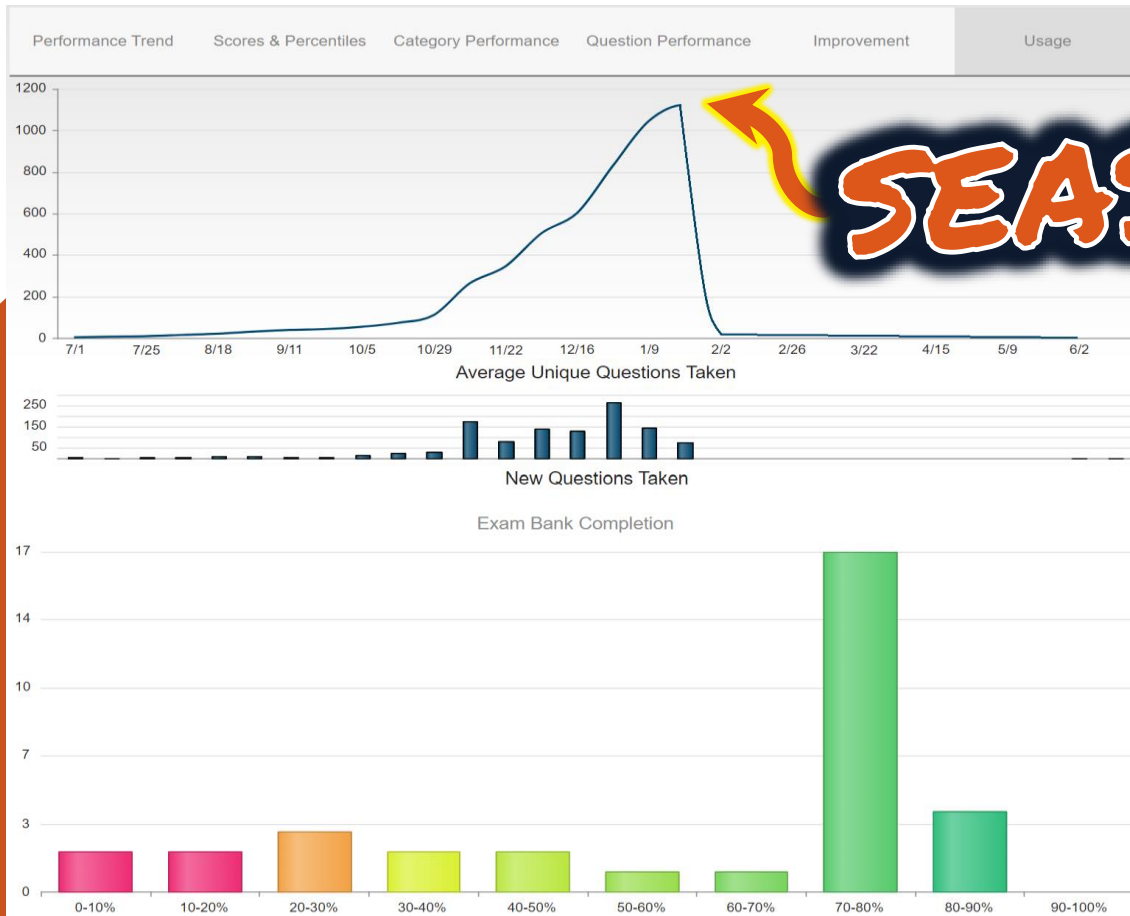 Performance Trend Scores & Percentiles Category Performance Question Performance Improvement Usage
1200
1000
800
600
400
200
0
7/1 7/25 8/18 9/11 10/5 10/29 11/22 12/16 1/9 2/2 2/26 3/22 4/15 5/9 6/2
Average Unique Questions Taken
250
150
50
New Questions Taken
Exam Bank Completion
17
14
10
7
3
0
0-10% 10-20% 20-30% 30-40% 40-50% 50-60% 60-70% 70-80% 80-90% 90-100%